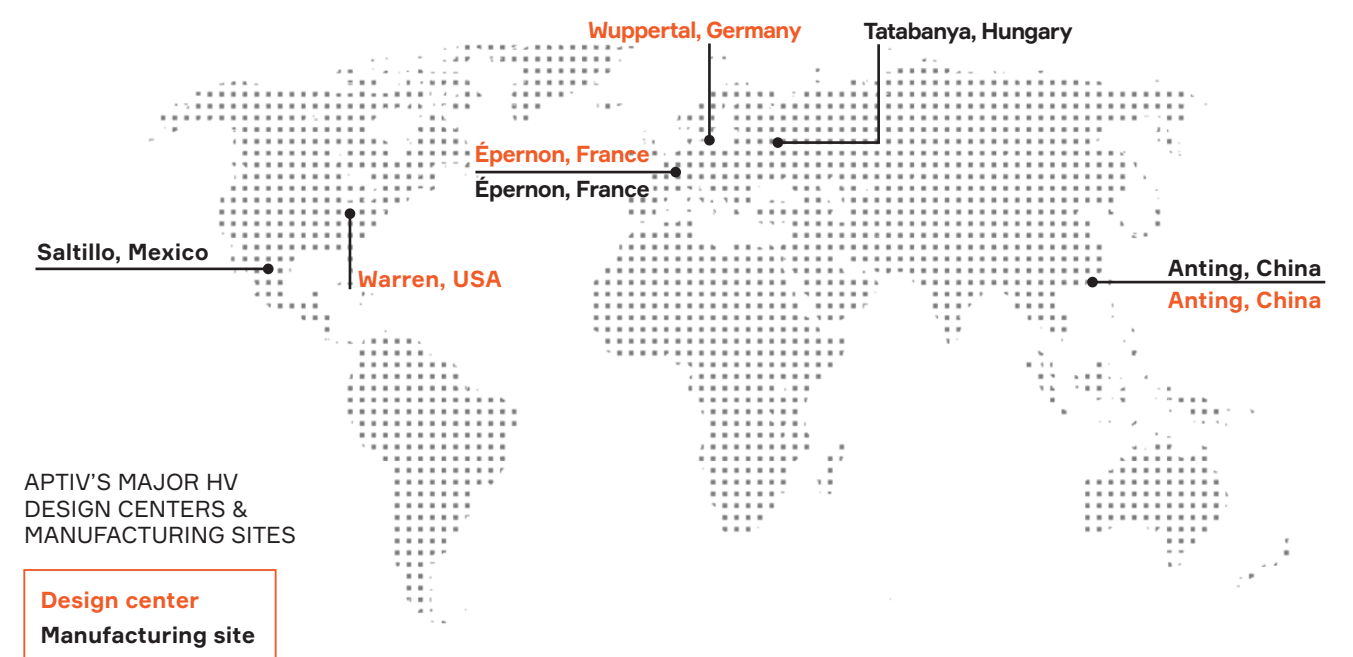 Wuppertal, Germany
Tatabanya, Hungary
Épernon, France
Épernon, France
Saltillo, Mexico
Warren, USA
Anting, China
Anting, China
APTIV'S MAJOR HV
DESIGN CENTERS &
MANUFACTURING SITES
Design center
Manufacturing site